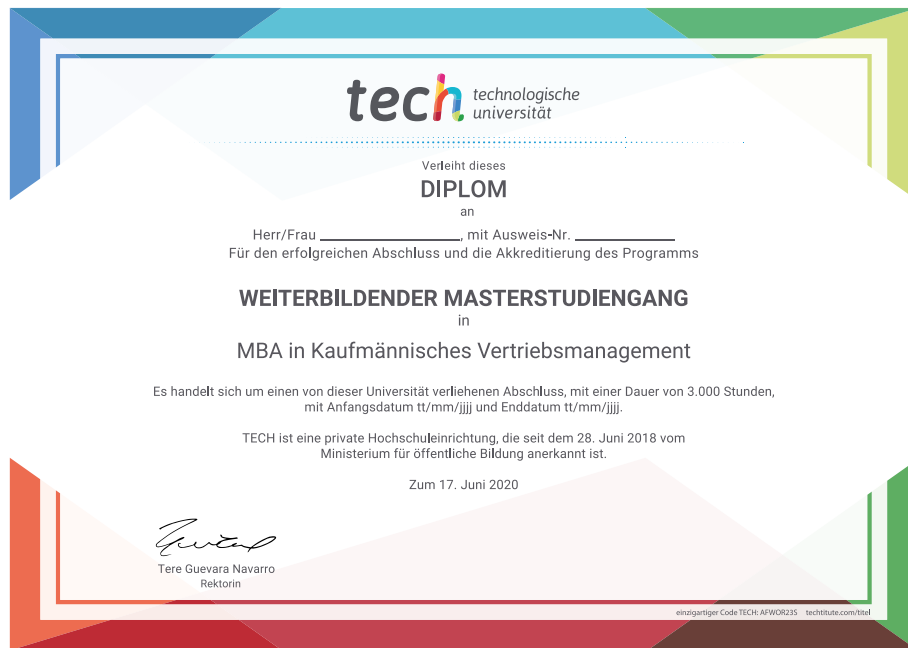 tech technologische
universität
Verleiht dieses
DIPLOM
an
Herr/Frau ____________________, mit Ausweis-Nr. ______________
Für den erfolgreichen Abschluss und die Akkreditierung des Programms
WEITERBILDENDER MASTERSTUDIENGANG
in
MBA in Kaufmännisches Vertriebsmanagement
Es handelt sich um einen von dieser Universität verliehenen Abschluss, mit einer Dauer von 3.000 Stunden,
mit Anfangsdatum tt/mm/jjjj und Enddatum tt/mm/jjjj.
TECH ist eine private Hochschuleinrichtung, die seit dem 28. Juni 2018 vom
Ministerium für öffentliche Bildung anerkannt ist.
Zum 17. Juni 2020
Tere Guevara Navarro
Rektorin
einzigartiger Code TECH: AFWOR23S techtitute.com/titel